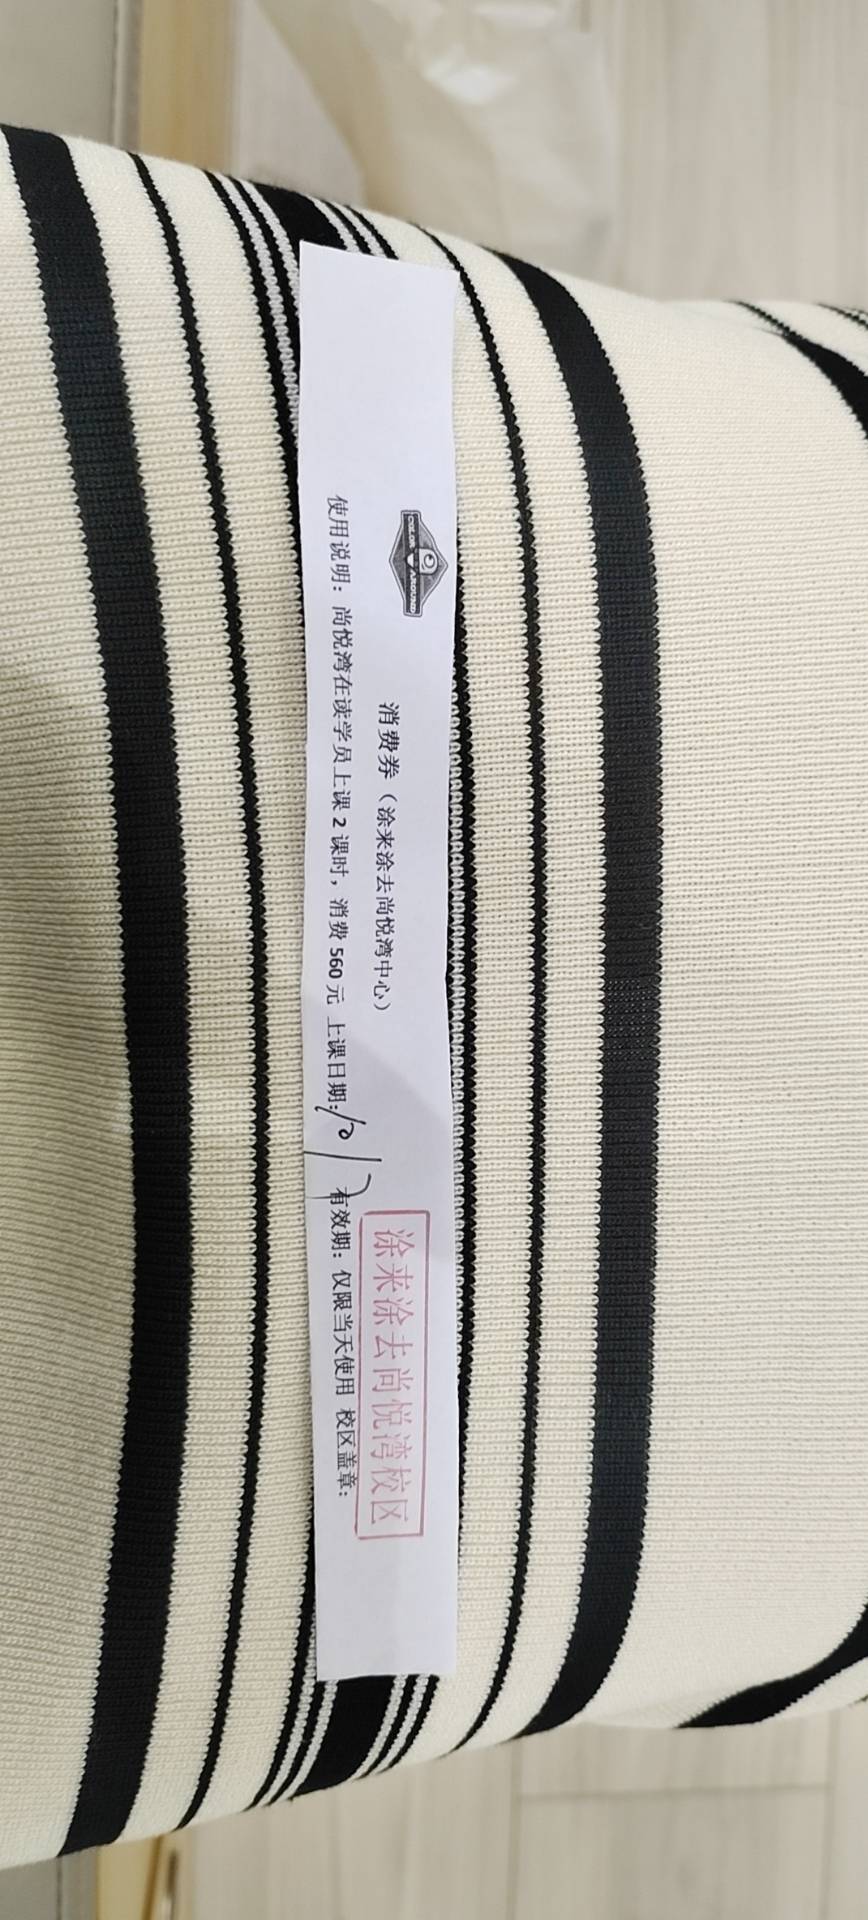 COLOR AROUND
消费券（涂来涂去尚悦湾中心）
使用说明：尚悦湾在读学员上课 2 课时，消费 560 元 上课日期: 有效期：仅限当天使用 校区盖章：
涂来涂去尚悦湾校区